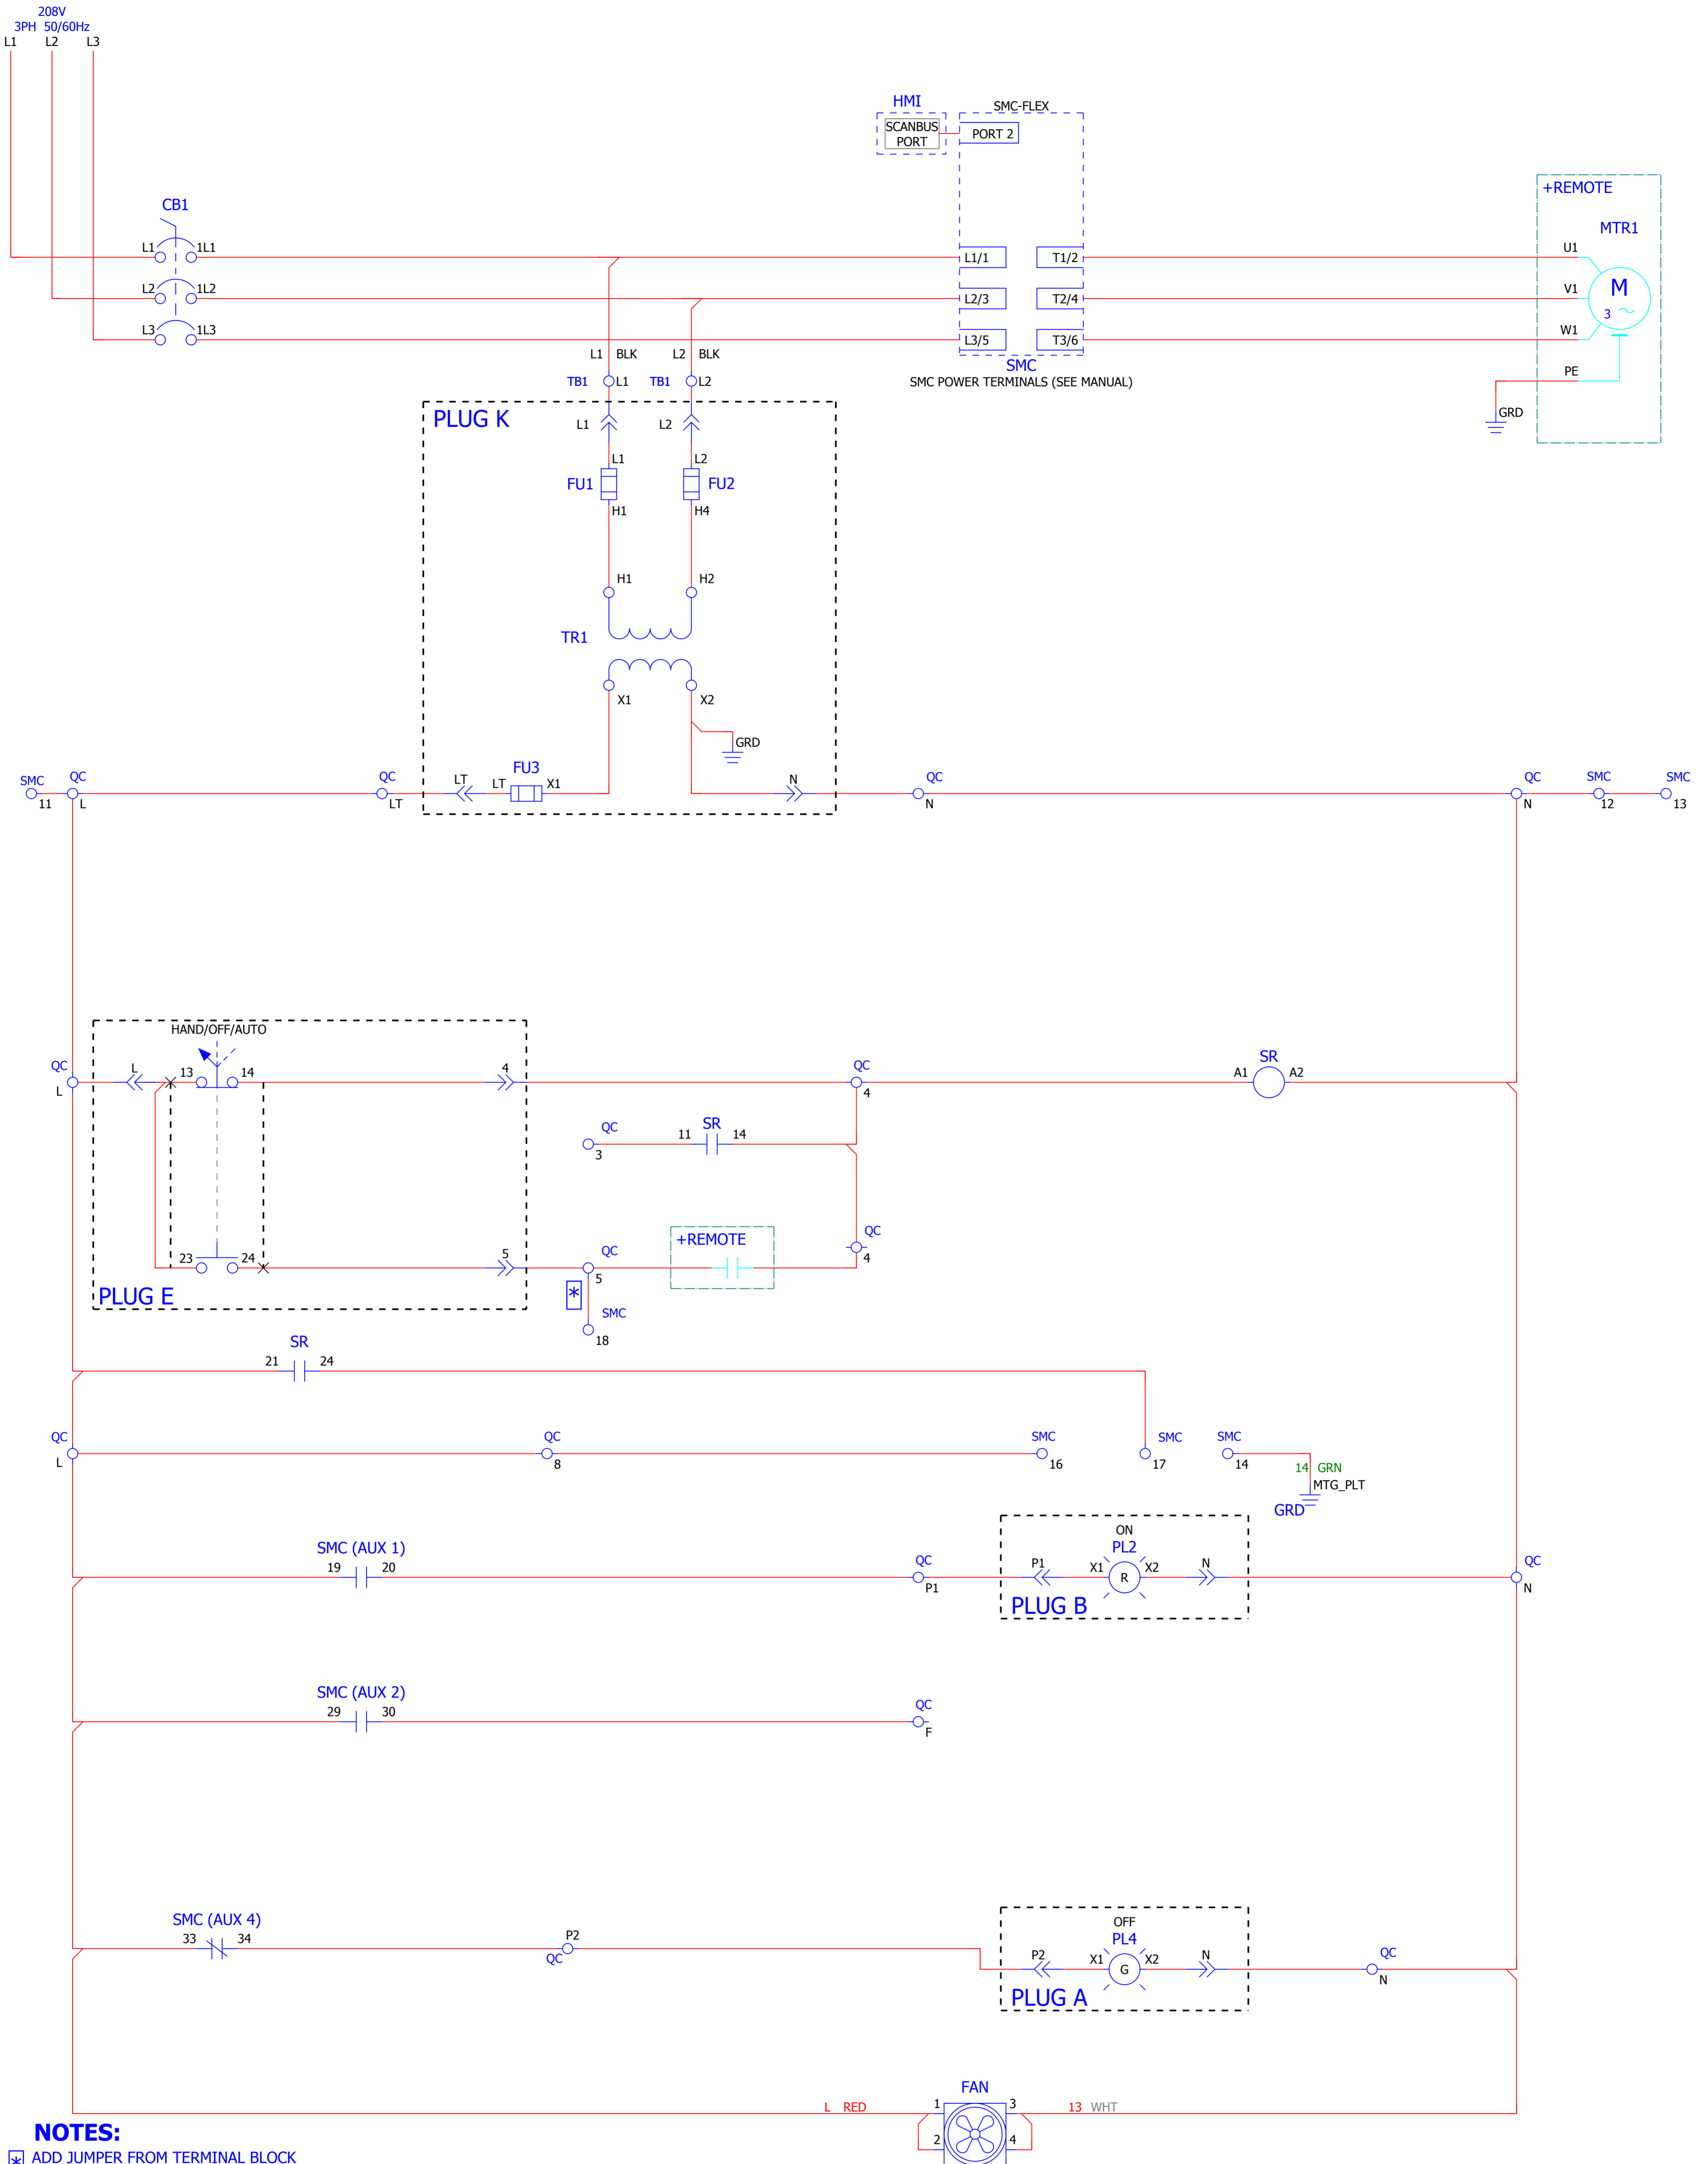 208V
3PH 50/60Hz
L1 L2 L3
HMI
SCANBUS
PORT
SMC-FLEX
PORT 2
+REMOTE
MTR1
CB1
L1 1L1
L1/1 T1/2
U1
L2 1L2
L2/3 T2/4
V1
M
3
L3 1L3
L3/5 T3/6
W1
SMC
SMC POWER TERMINALS (SEE MANUAL)
PE
GRD
L1 BLK L2 BLK
TB1 L1 TB1 L2
PLUG K
L1 L2
L1 L2
FU1 FU2
H1 H4
H1 H2
TR1
X1 X2
GRD
SMC QC QC LT LT FU3 X1 N QC QC SMC SMC
11 L LT N N 12 13
HAND/OFF/AUTO
QC L 13 14 4 QC SR
L 4 A1 A2
QC 11 SR 14
3
23 24 5 QC +REMOTE QC
5 4
PLUG E
*
SMC
18
SR
21 24
QC QC SMC SMC SMC
L 8 16 17 14
14 GRN
MTG_PLT
GRD
SMC (AUX 1)
19 20
QC
P1
ON
PL2
P1 X1 R X2 N
PLUG B
QC
N
SMC (AUX 2)
29 30
QC
F
SMC (AUX 4)
33 34
P2
QC
OFF
PL4
P2 X1 G X2 N
PLUG A
QC
N
FAN
L RED 1 3 13 WHT
2 4
NOTES:
* ADD JUMPER FROM TERMINAL BLOCK